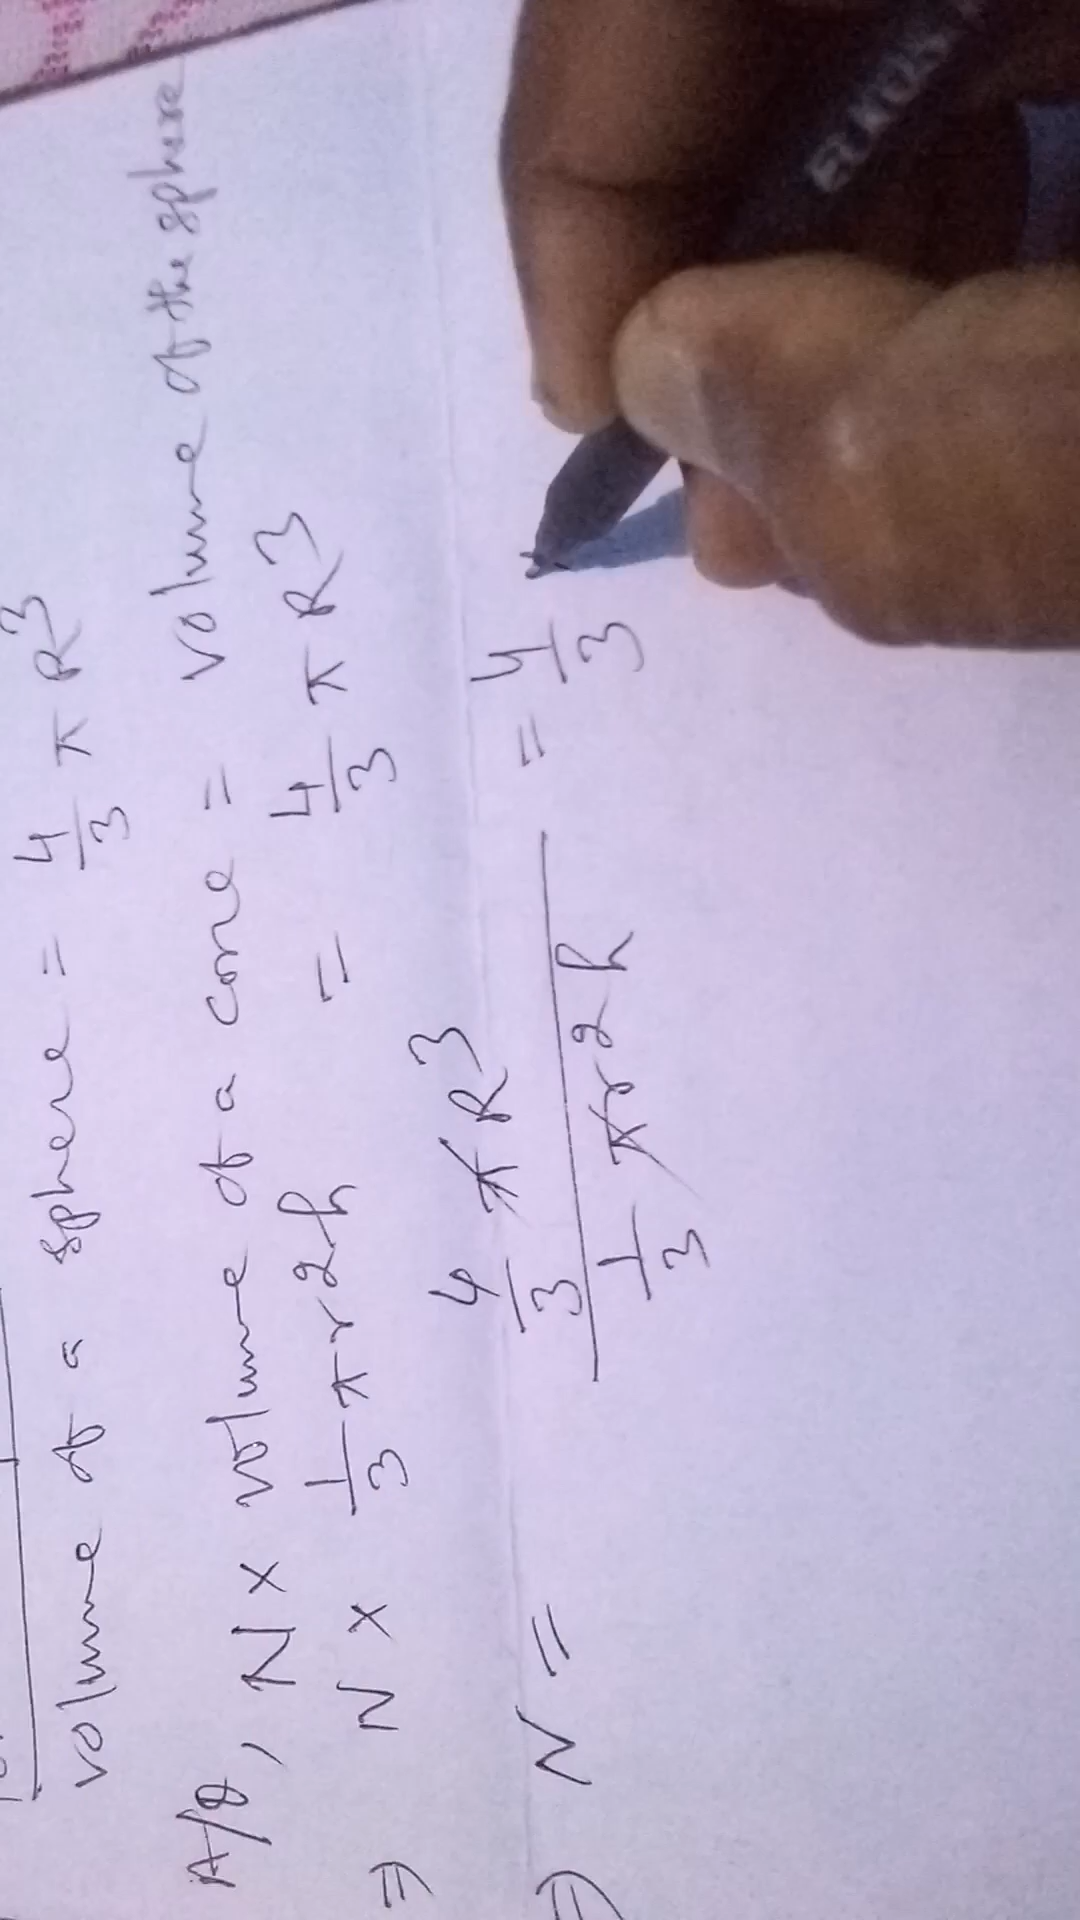 volume of a sphere = 4/3 π R³
A/Q, N x volume of a cone = volume of the sphere
⇒ N x 1/3 π r² h = 4/3 π R³
⇒ N = 4/3 π R³ / 1/3 π r² h = 4/3